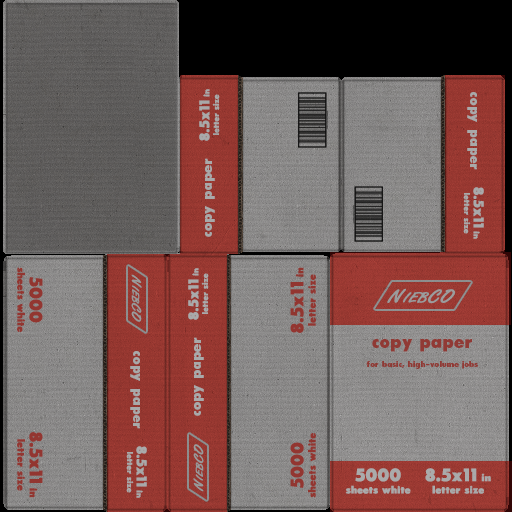 8.5x11 in
letter size
copy paper
copy paper
8.5x11 in
letter size
5000
sheets white
8.5x11 in
letter size
NIEBCO
copy paper
8.5x11 in
letter size
8.5x11 in
letter size
copy paper
NIEBCO
8.5x11 in
letter size
5000
sheets white
NIEBCO
copy paper
for basic, high-volume jobs
5000
sheets white
8.5x11 in
letter size